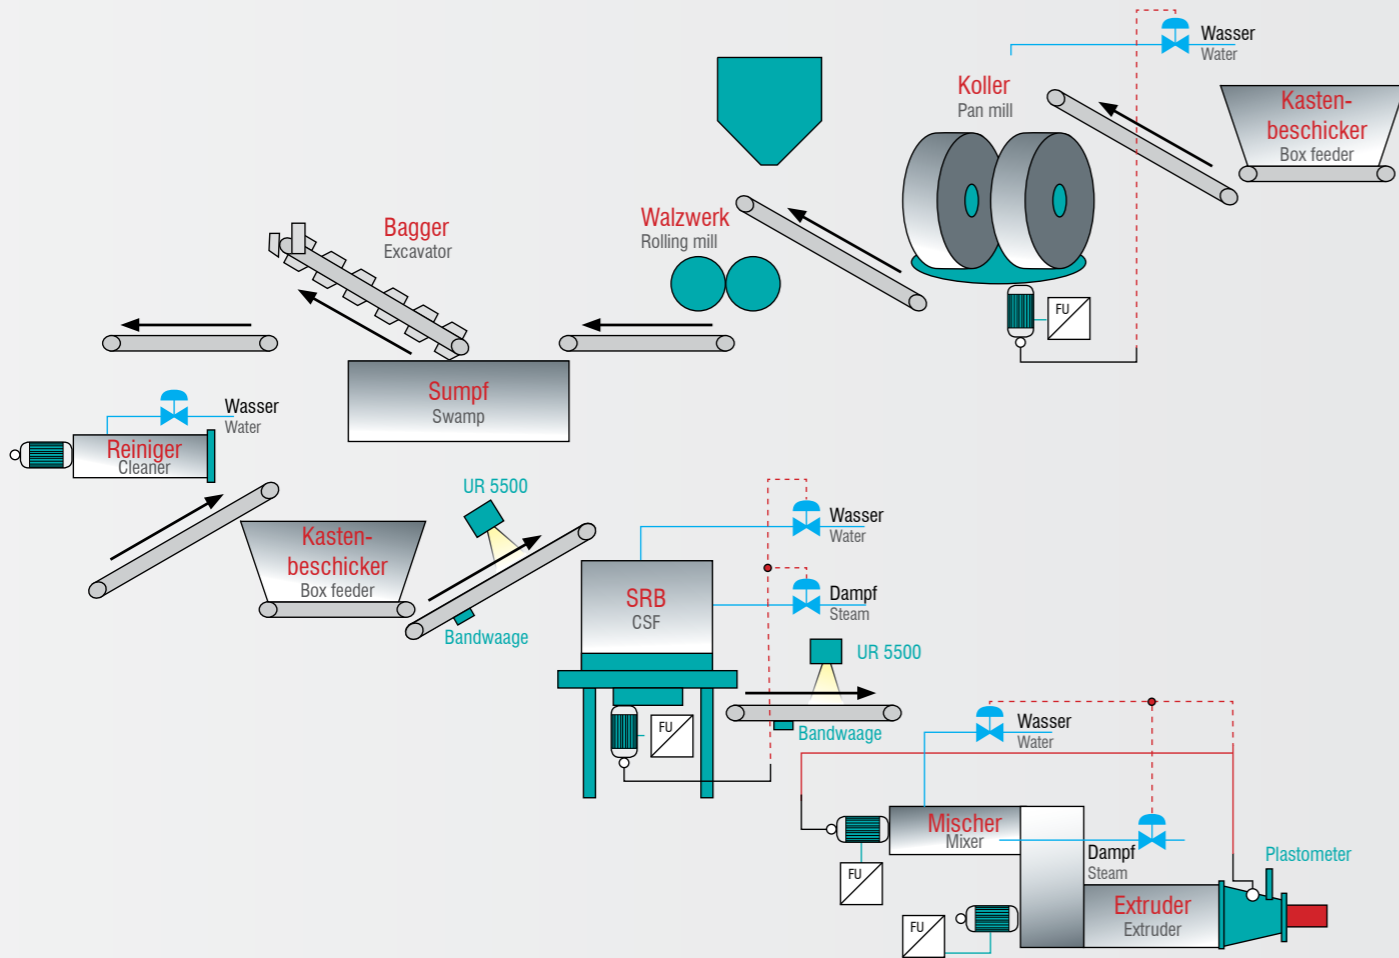 Wasser
Water
Koller
Pan mill
Kasten-
beschicker
Box feeder
Bagger
Excavator
Walzwerk
Rolling mill
FU
Sumpf
Swamp
Wasser
Water
Reiniger
Cleaner
UR 5500
Kasten-
beschicker
Box feeder
Bandwaage
Wasser
Water
SRB
CSF
Dampf
Steam
UR 5500
FU
Bandwaage
Wasser
Water
Mischer
Mixer
Dampf
Steam
Plastometer
FU
Extruder
Extruder
FU